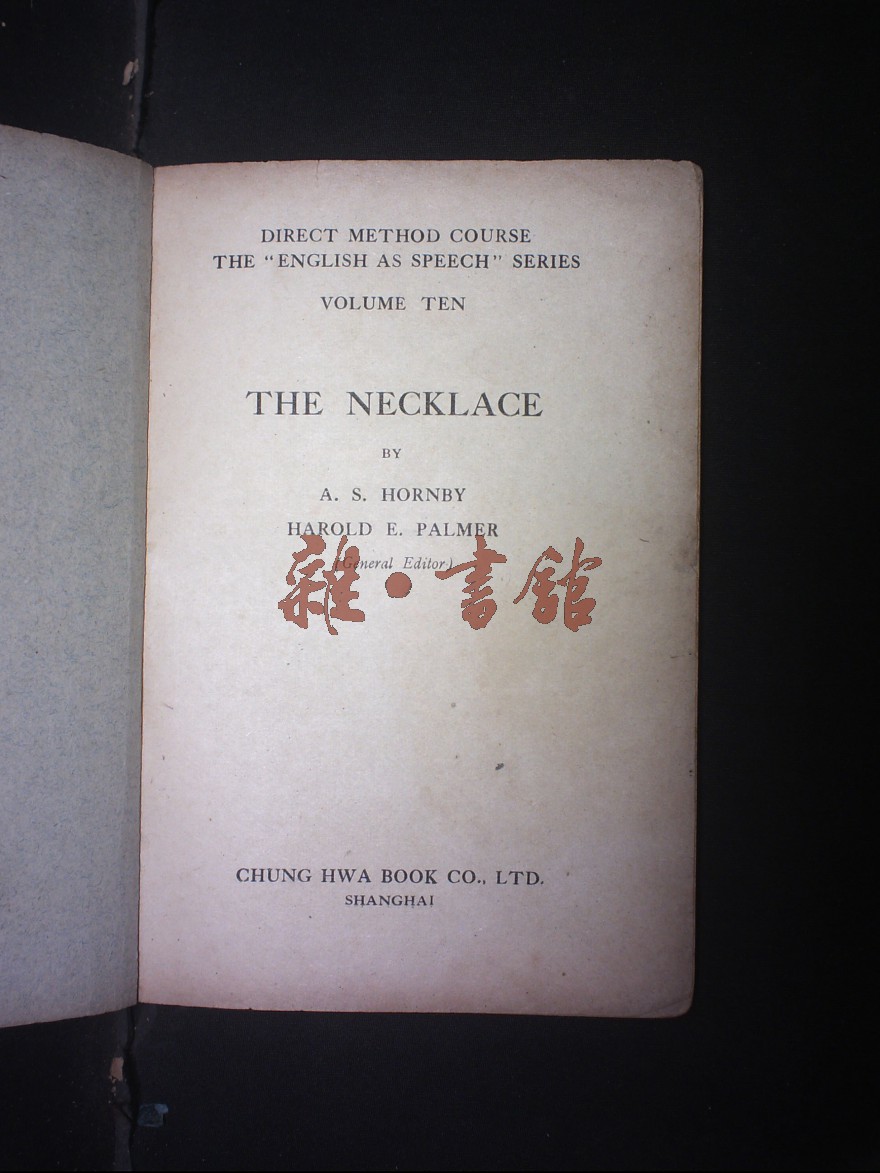 DIRECT METHOD COURSE
THE “ENGLISH AS SPEECH” SERIES
VOLUME TEN
THE NECKLACE
BY
A. S. HORNBY
HAROLD E. PALMER
(General Editor)
雜·書館
CHUNG HWA BOOK CO., LTD.
SHANGHAI